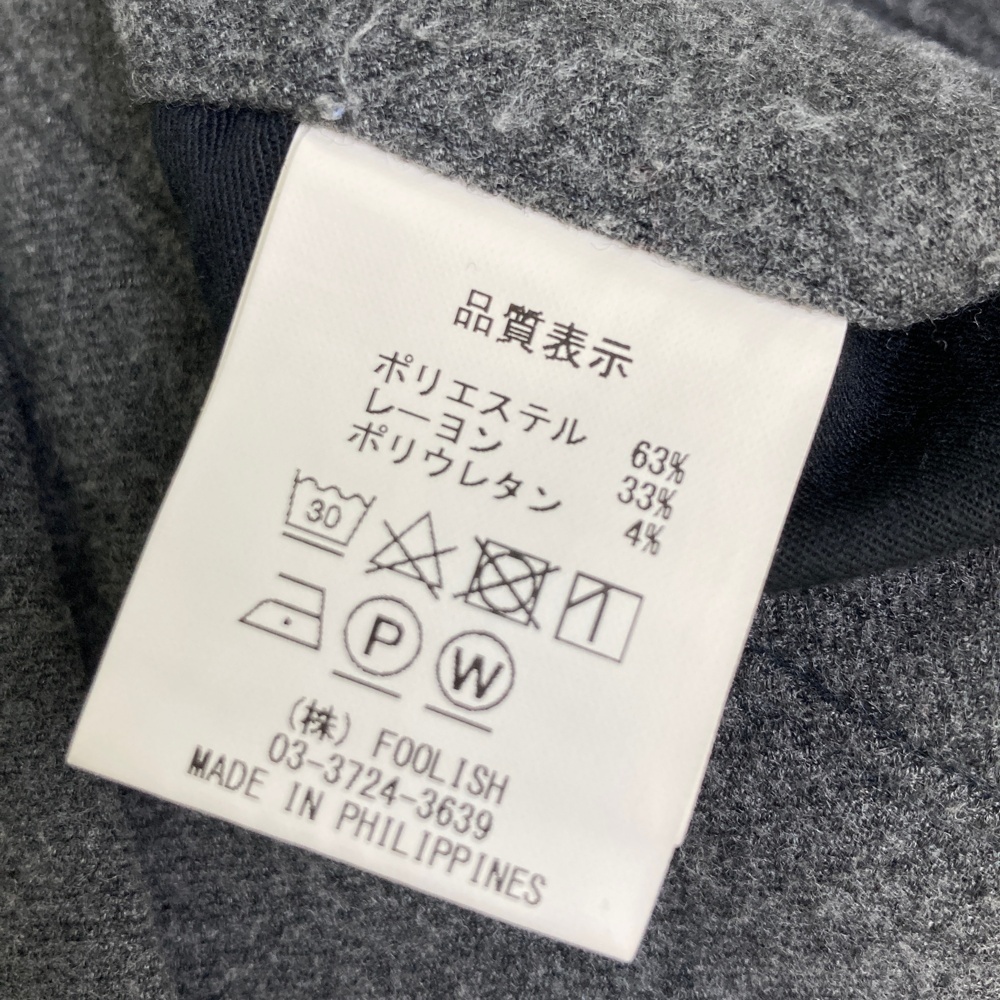 品質表示
ポリエステル 63%
レーヨン 33%
ポリウレタン 4%
30
P W
(株) FOOLISH
03-3724-3639
MADE IN PHILIPPINES